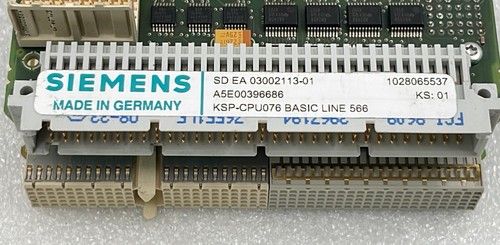 SIEMENS
MADE IN GERMANY
SD EA 03002113-01
1028065537
A5E00396686
KS: 01
KSP-CPU076 BASIC LINE 566